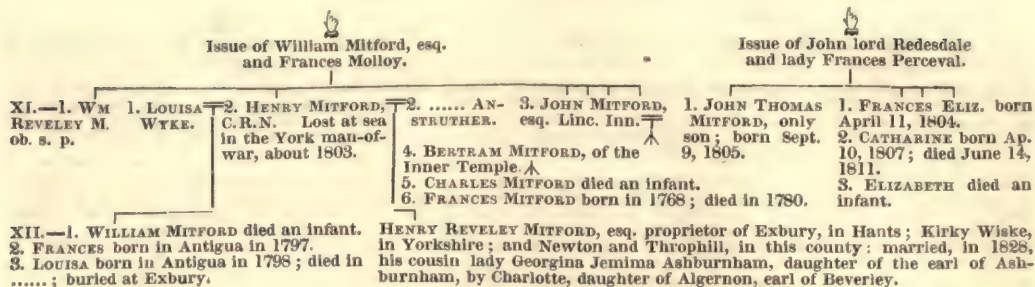 Issue of William Mitford, esq.
and Frances Molloy.
Issue of John lord Redesdale
and lady Frances Perceval.
XI.—1. WM
REVELEY M.
ob. s. p.
1. LOUISA
WYKE.
2. HENRY MITFORD,
C.R.N. Lost at sea
in the York man-of-
war, about 1803.
2. ...... AN-
STRUTHER.
3. JOHN MITFORD,
esq. Linc. Inn.
4. BERTRAM MITFORD, of the
Inner Temple.
5. CHARLES MITFORD died an infant.
6. FRANCES MITFORD born in 1768; died in 1780.
1. JOHN THOMAS
MITFORD, only
son; born Sept.
9, 1805.
1. FRANCES ELIZ. born
April 11, 1804.
2. CATHARINE born Ap.
10, 1807; died June 14,
1811.
3. ELIZABETH died an
infant.
XII.—1. WILLIAM MITFORD died an infant.
2. FRANCES born in Antigua in 1797.
3. LOUISA born in Antigua in 1798; died in
......; buried at Exbury.
HENRY REVELEY MITFORD, esq. proprietor of Exbury, in Hants; Kirky Wiske,
in Yorkshire; and Newton and Throphill, in this county: married, in 1828,
his cousin lady Georgina Jemima Ashburnham, daughter of the earl of Ash-
burnham, by Charlotte, daughter of Algernon, earl of Beverley.